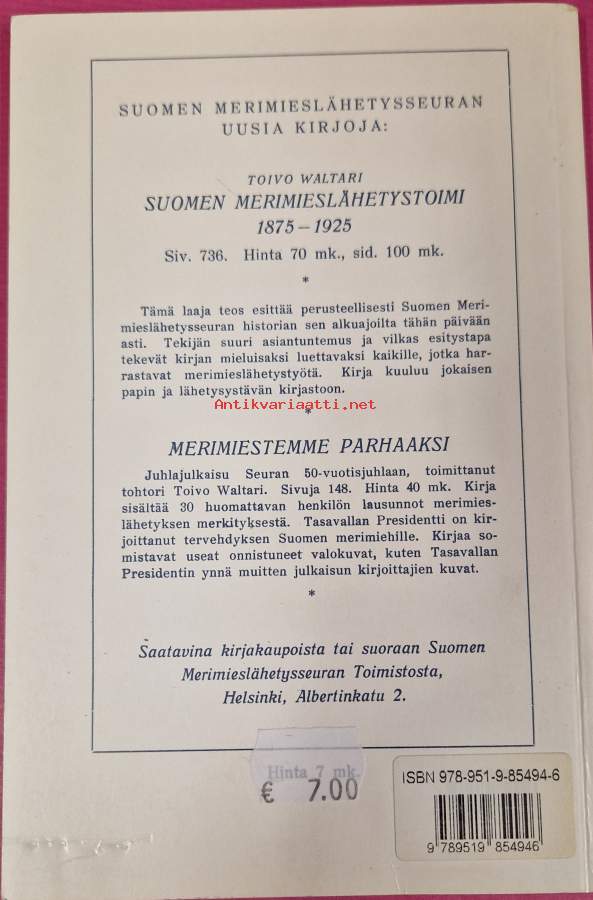 SUOMEN MERIMIESLÄHETYSSEURAN
UUSIA KIRJOJA:
TOIVO WALTARI
SUOMEN MERIMIESLÄHETYSTOIMI
1875–1925
Siv. 736. Hinta 70 mk., sid. 100 mk.
*
Tämä laaja teos esittää perusteellisesti Suomen Meri-
mieslähetysseuran historian sen alkuajoilta tähän päivään
asti. Tekijän suuri asiantuntemus ja vilkas esitystapa
tekevät kirjan mieluisaksi luettavaksi kaikille, jotka har-
rastavat merimieslähetystyötä. Kirja kuuluu jokaisen
papin ja lähetysystävän kirjastoon.
Antikvariaatti.net
*
MERIMIESTEMME PARHAAKSI
Juhlajulkaisu Seuran 50-vuotisjuhlaan, toimittanut
tohtori Toivo Waltari. Sivuja 148. Hinta 40 mk. Kirja
sisältää 30 huomattavan henkilön lausunnot merimies-
lähetyksen merkityksestä. Tasavallan Presidentti on kir-
joittanut tervehdyksen Suomen merimiehille. Kirjaa so-
mistavat useat onnistuneet valokuvat, kuten Tasavallan
Presidentin ynnä muitten julkaisun kirjoittajien kuvat.
*
Saatavina kirjakaupoista tai suoraan Suomen
Merimieslähetysseuran Toimistosta,
Helsinki, Albertinkatu 2.
Hinta 7 mk.
€ 7.00
ISBN 978-951-9-85494-6
9 789519 854946